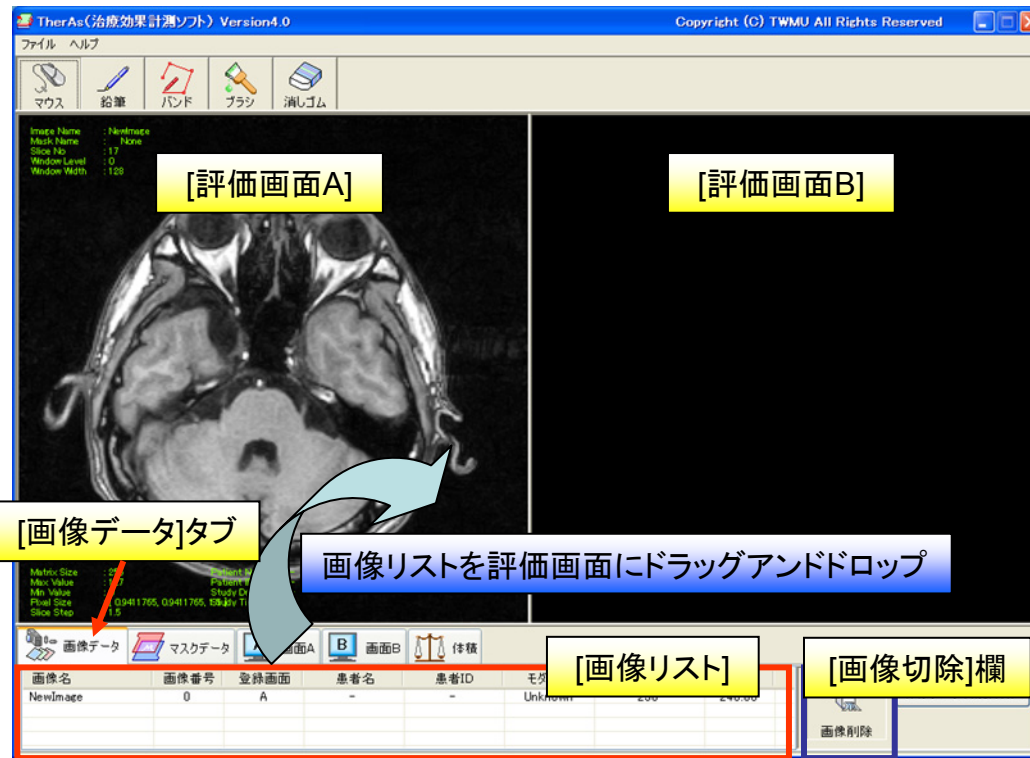 TherAs(治療効果計測ソフト) Version4.0
Copyright (C) TWMU All Rights Reserved
ファイル ヘルプ
マウス 鉛筆 バンド ブラシ 消しゴム
Image Name : NewImage
Mask Name : None
Slice No : 17
Window Level : 0
Window Width : 128
[評価画面A]
[評価画面B]
[画像データ]タブ
画像リストを評価画面にドラッグアンドドロップ
Matrix Size
Max Value
Min Value
Pixel Size 0.9411765, 0.9411765, 1.5
Slice Step 1.5
画像データ マスクデータ 画面A B 画面B 体積
[画像リスト]
[画像切除]欄
画像名 画像番号 登録画面 患者名 患者ID
NewImage 0 A - - Unknown
画像削除